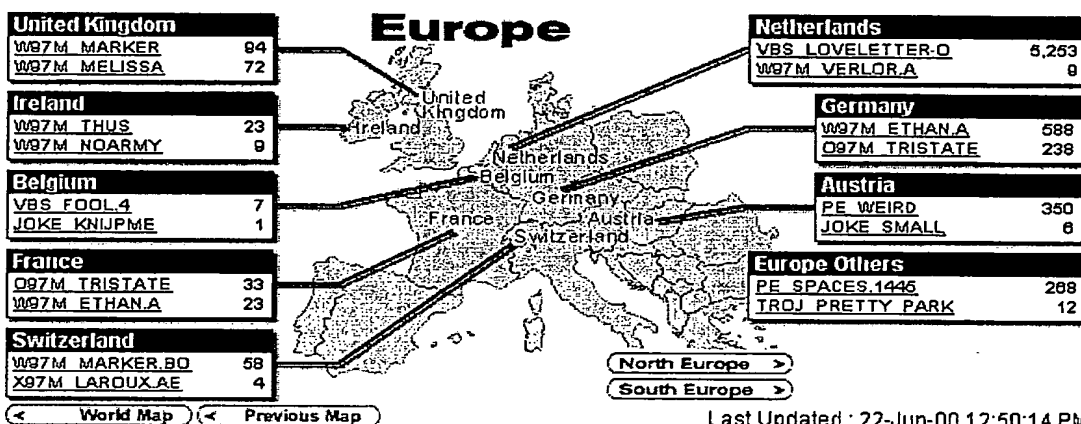 Europe
United Kingdom
W97M MARKER 94
W97M MELISSA 72
Ireland
W97M THUS 23
W97M NOARMY 9
Belgium
VBS FOOL.4 7
JOKE KNIJPME 1
France
O97M TRISTATE 33
W97M ETHAN.A 23
Switzerland
W97M MARKER.BO 58
X97M LAROUX.AE 4
< World Map
< Previous Map
United
Kingdom
Ireland
Netherlands
Belgium
Germany
France
Austria
Switzerland
Netherlands
VBS LOVELETTER-O 5,253
W97M VERLOR.A 9
Germany
W97M ETHAN.A 588
O97M TRISTATE 238
Austria
PE WEIRD 350
JOKE SMALL 6
Europe Others
PE SPACES.1445 268
TROJ PRETTY PARK 12
North Europe >
South Europe >
Last Updated : 22-Jun-00 12:50:14 PM